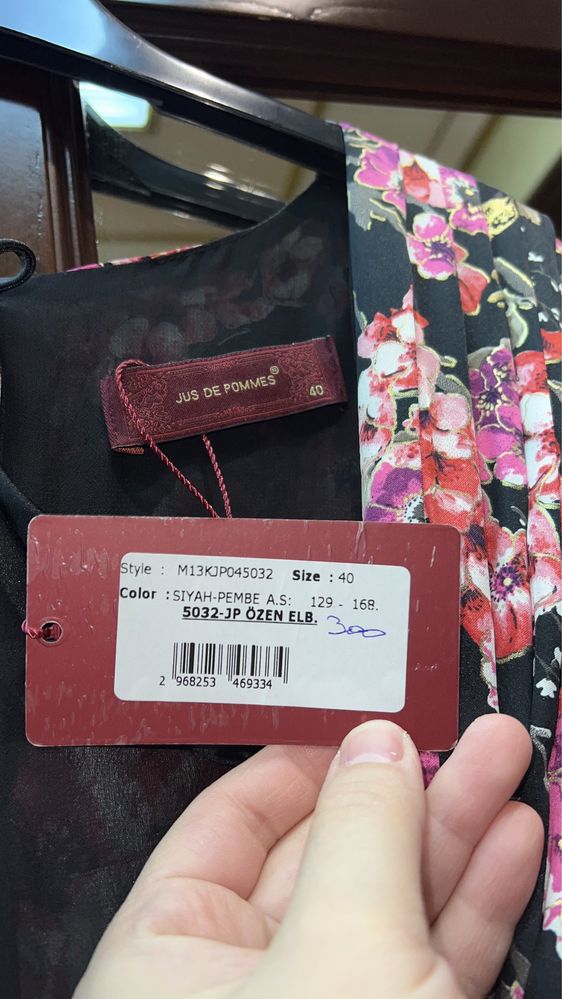 JUS DE POMMES®
40
Style : M13KJP045032 Size : 40
Color : SIYAH-PEMBE A.S: 129 - 168.
5032-JP ÖZEN ELB. 300
2 968253 469334